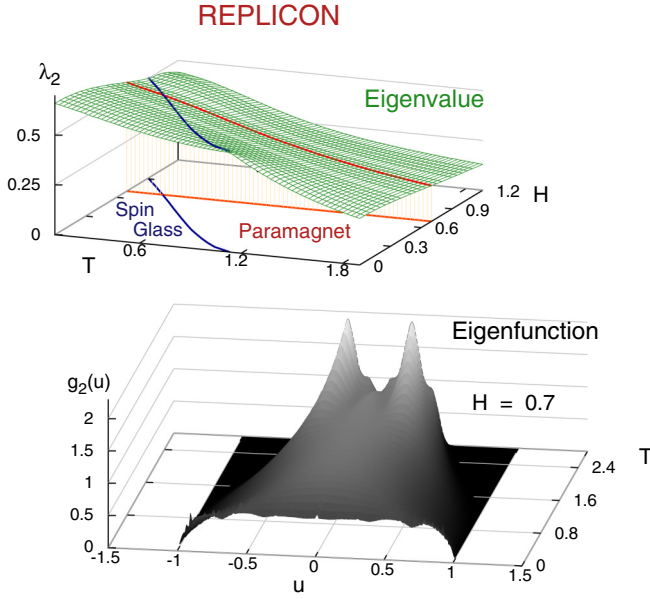 REPLICON
λ2
Eigenvalue
0.5
0.25
0
Spin
Glass
Paramagnet
T
0.6
1.2
1.8
0
0.3
0.6
0.9
1.2
H
Eigenfunction
g2(u)
H = 0.7
2
1.5
1
0.5
0
-1.5
-1
-0.5
0
0.5
1
1.5
u
0
0.8
1.6
2.4
T